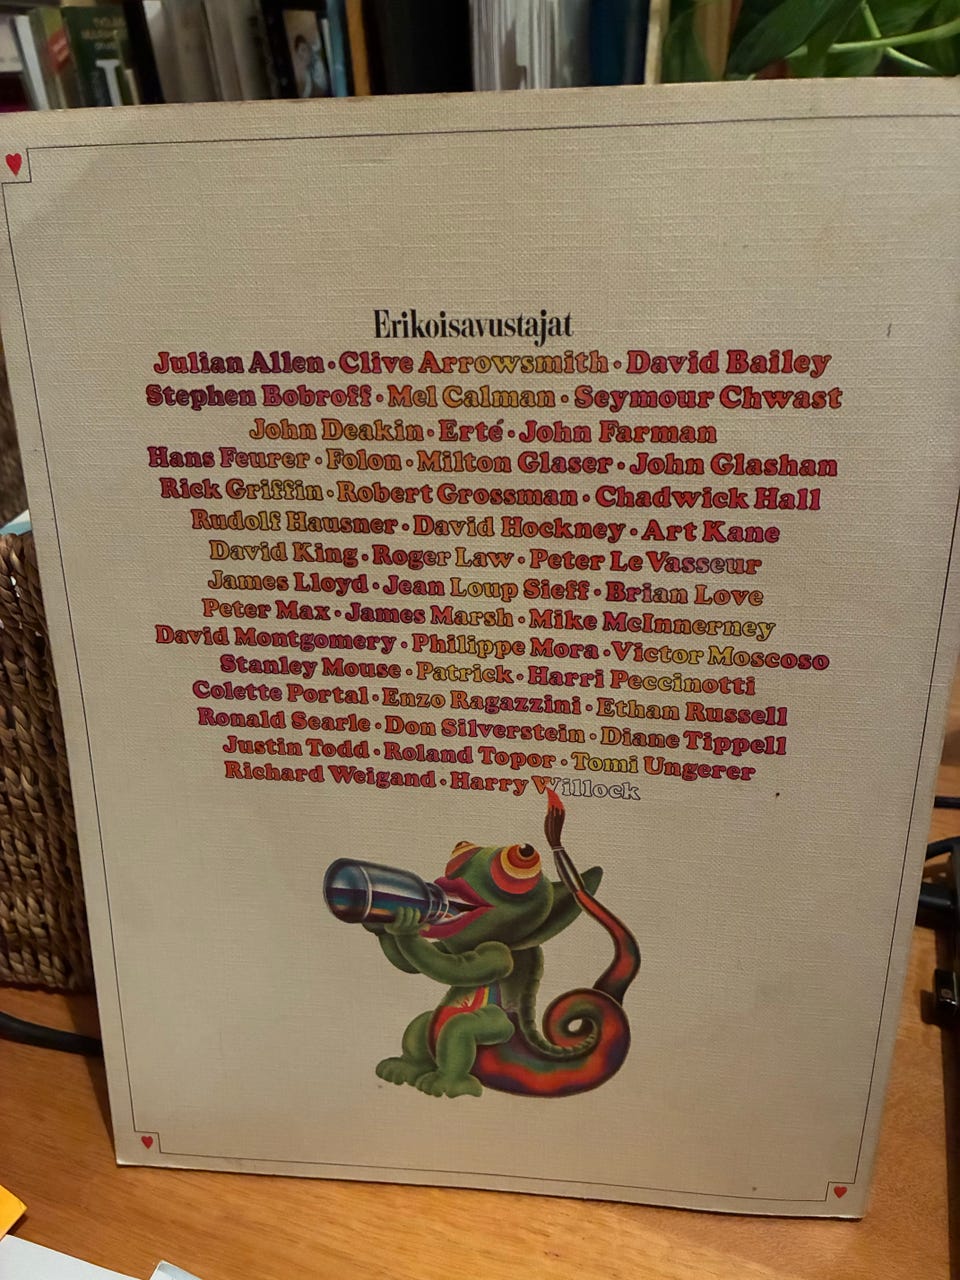 Erikoisavustajat
Julian Allen • Clive Arrowsmith • David Bailey
Stephen Bobroff • Mel Calman • Seymour Chwast
John Deakin • Erté • John Farman
Hans Feurer • Folon • Milton Glaser • John Glashan
Rick Griffin • Robert Grossman • Chadwick Hall
Rudolf Hausner • David Hockney • Art Kane
David King • Roger Law • Peter Le Vasseur
James Lloyd • Jean Loup Sieff • Brian Love
Peter Max • James Marsh • Mike McInnerney
David Montgomery • Philippe Mora • Victor Moscoso
Stanley Mouse • Patrick • Harri Peccinotti
Colette Portal • Enzo Ragazzini • Ethan Russell
Ronald Searle • Don Silverstein • Diane Tippell
Justin Todd • Roland Topor • Tomi Ungerer
Richard Weigand • Harry Willock